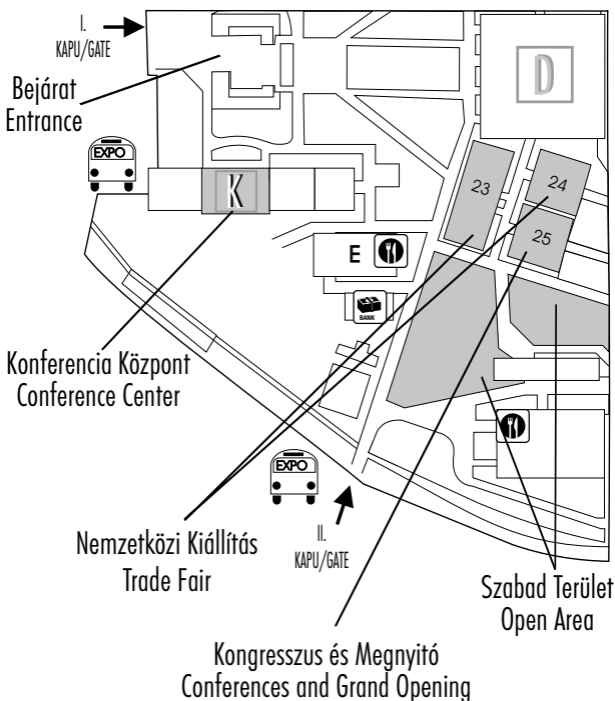 I.
KAPU/GATE
Bejárat
Entrance
D
EXPO
23
24
K
25
E
BANK
Konferencia Központ
Conference Center
EXPO
II.
KAPU/GATE
Nemzetközi Kiállítás
Trade Fair
Szabad Terület
Open Area
Kongresszus és Megnyitó
Conferences and Grand Opening